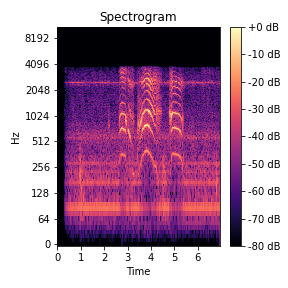 Spectrogram
8192
4096
2048
1024
512
256
128
64
0
Hz
0 1 2 3 4 5 6
Time
+0 dB
-10 dB
-20 dB
-30 dB
-40 dB
-50 dB
-60 dB
-70 dB
-80 dB